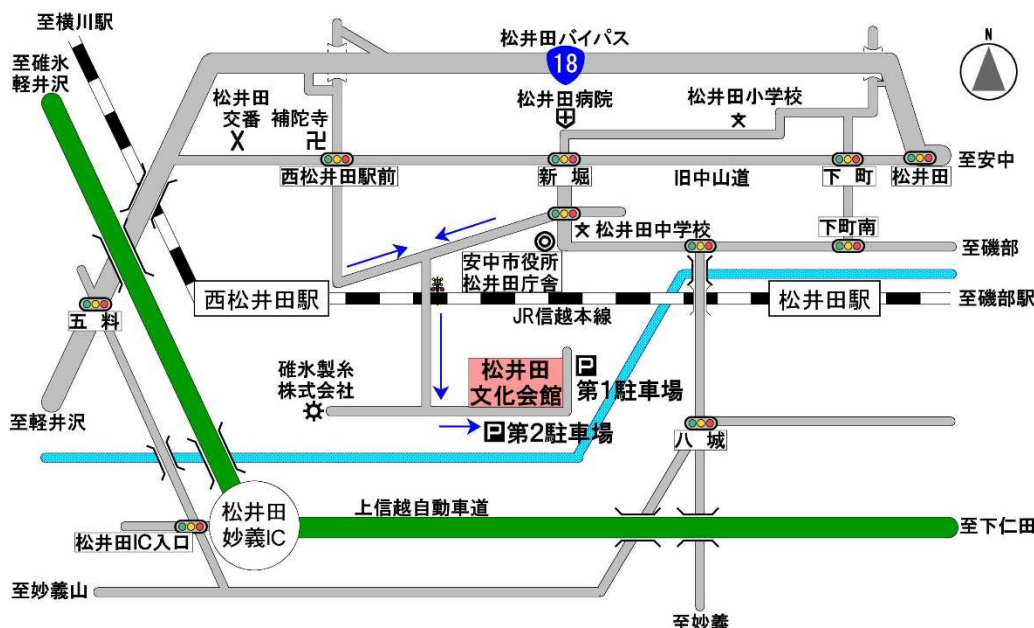 至横川駅
至碓氷
軽井沢
松井田バイパス
18
N
松井田
交番
補陀寺
松井田病院
松井田小学校
文
西松井田駅前
新 堀
旧中山道
下 町
松井田
至安中
文 松井田中学校
下町南
安中市役所
松井田庁舎
至磯部
西松井田駅
松井田駅
至磯部駅
JR信越本線
五 料
碓氷製糸
株式会社
松井田
文化会館
P
第1駐車場
P第2駐車場
至軽井沢
八 城
松井田
妙義IC
上信越自動車道
松井田IC入口
至下仁田
至妙義山
至妙義